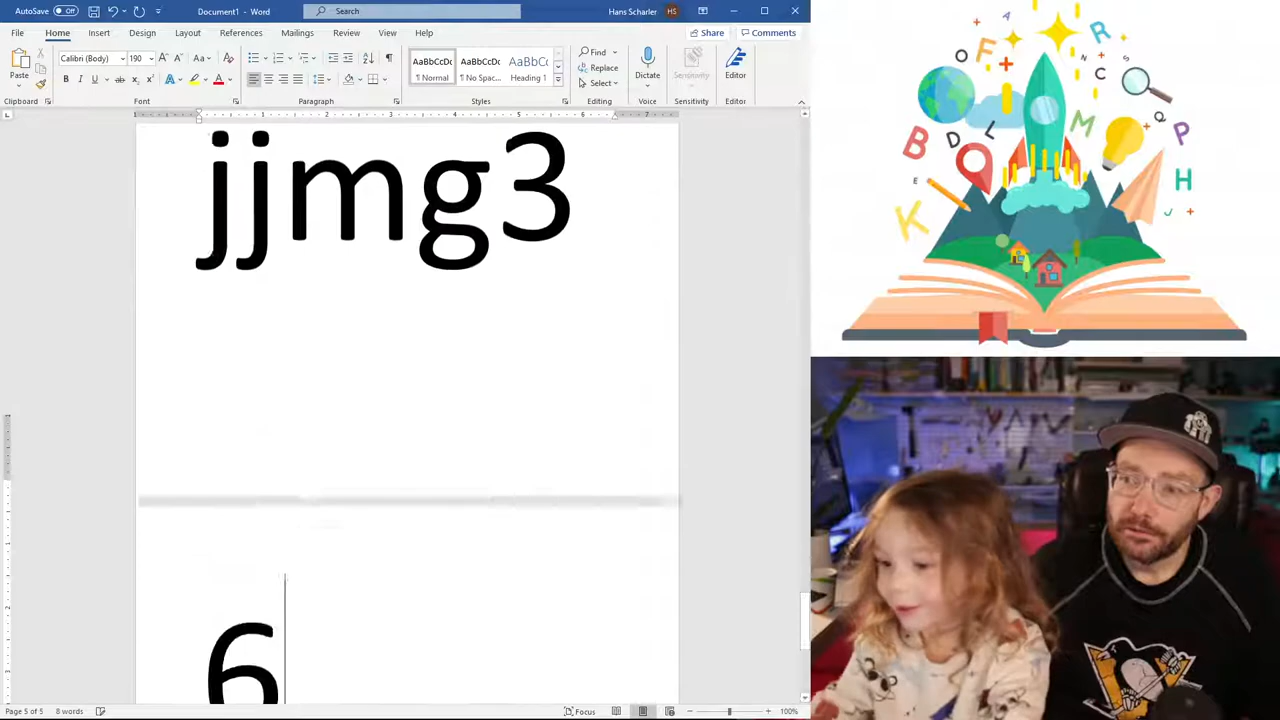 AutoSave Off Document1 - Word Search Hans Scharler HS
File Home Insert Design Layout References Mailings Review View Help Share Comments
Paste Calibri (Body) 190 Aa AaBbCcDc AaBbCcDc AaBbCc Find
Replace
B I U ab x x A A ¶ Normal ¶ No Spac... Heading 1 Select Dictate Sensitivity Editor
Clipboard Font Paragraph Styles Editing Voice Sensitivity Editor
jjmg3
6
Page 5 of 5 8 words Focus 100%
A
R
F
O
N
S
C
M
Q
P
B
D
L
E
H
K
J